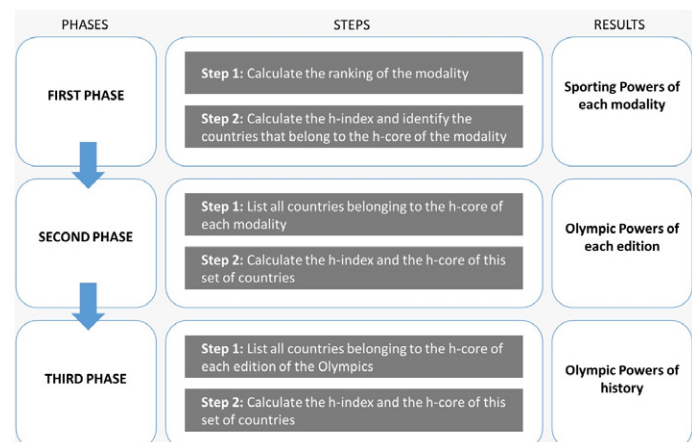 PHASES
STEPS
RESULTS
FIRST PHASE
Step 1: Calculate the ranking of the modality
Step 2: Calculate the h-index and identify the
countries that belong to the h-core of the modality
Sporting Powers of
each modality
SECOND PHASE
Step 1: List all countries belonging to the h-core of
each modality
Step 2: Calculate the h-index and the h-core of this
set of countries
Olympic Powers of
each edition
THIRD PHASE
Step 1: List all countries belonging to the h-core of
each edition of the Olympics
Step 2: Calculate the h-index and the h-core of this
set of countries
Olympic Powers of
history